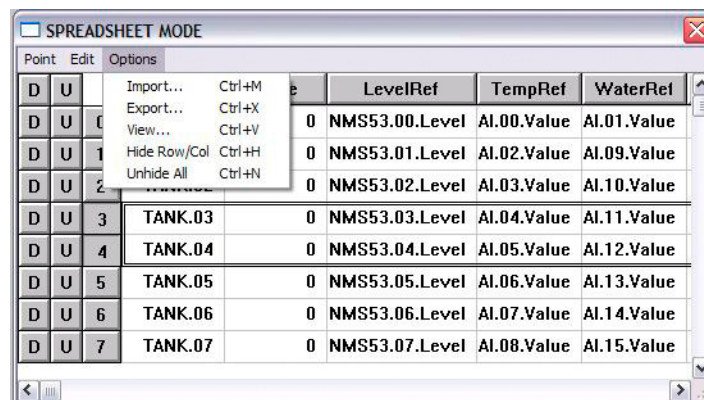 SPREADSHEET MODE
Point Edit Options
Import... Ctrl+M
Export... Ctrl+X
View... Ctrl+V
Hide Row/Col Ctrl+H
Unhide All Ctrl+N
D U LevelRef TempRef WaterRef
D U 0 NMS53.00.Level AI.00.Value AI.01.Value
D U 1 0 NMS53.01.Level AI.02.Value AI.09.Value
D U 2 TANK.02 0 NMS53.02.Level AI.03.Value AI.10.Value
D U 3 TANK.03 0 NMS53.03.Level AI.04.Value AI.11.Value
D U 4 TANK.04 0 NMS53.04.Level AI.05.Value AI.12.Value
D U 5 TANK.05 0 NMS53.05.Level AI.06.Value AI.13.Value
D U 6 TANK.06 0 NMS53.06.Level AI.07.Value AI.14.Value
D U 7 TANK.07 0 NMS53.07.Level AI.08.Value AI.15.Value